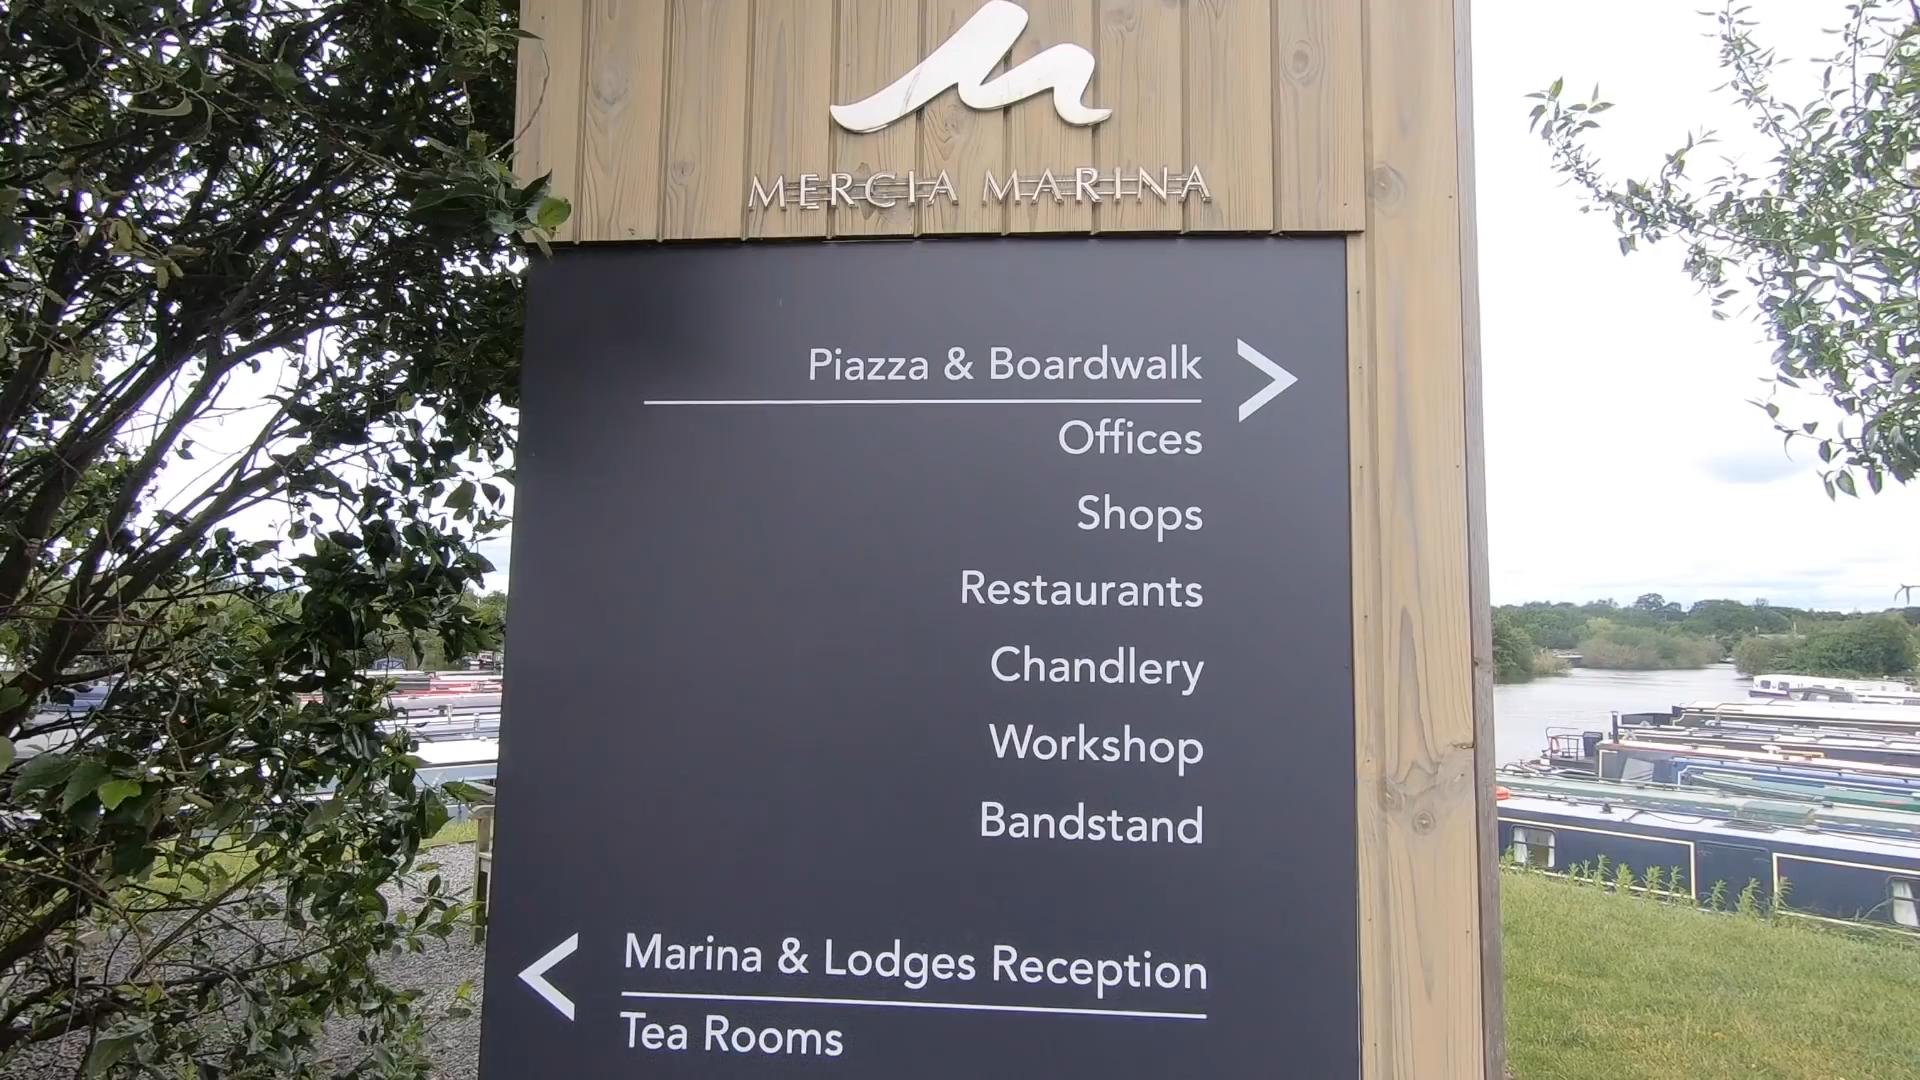 MERCIA MARINA
Piazza & Boardwalk
Offices
Shops
Restaurants
Chandlery
Workshop
Bandstand
Marina & Lodges Reception
Tea Rooms